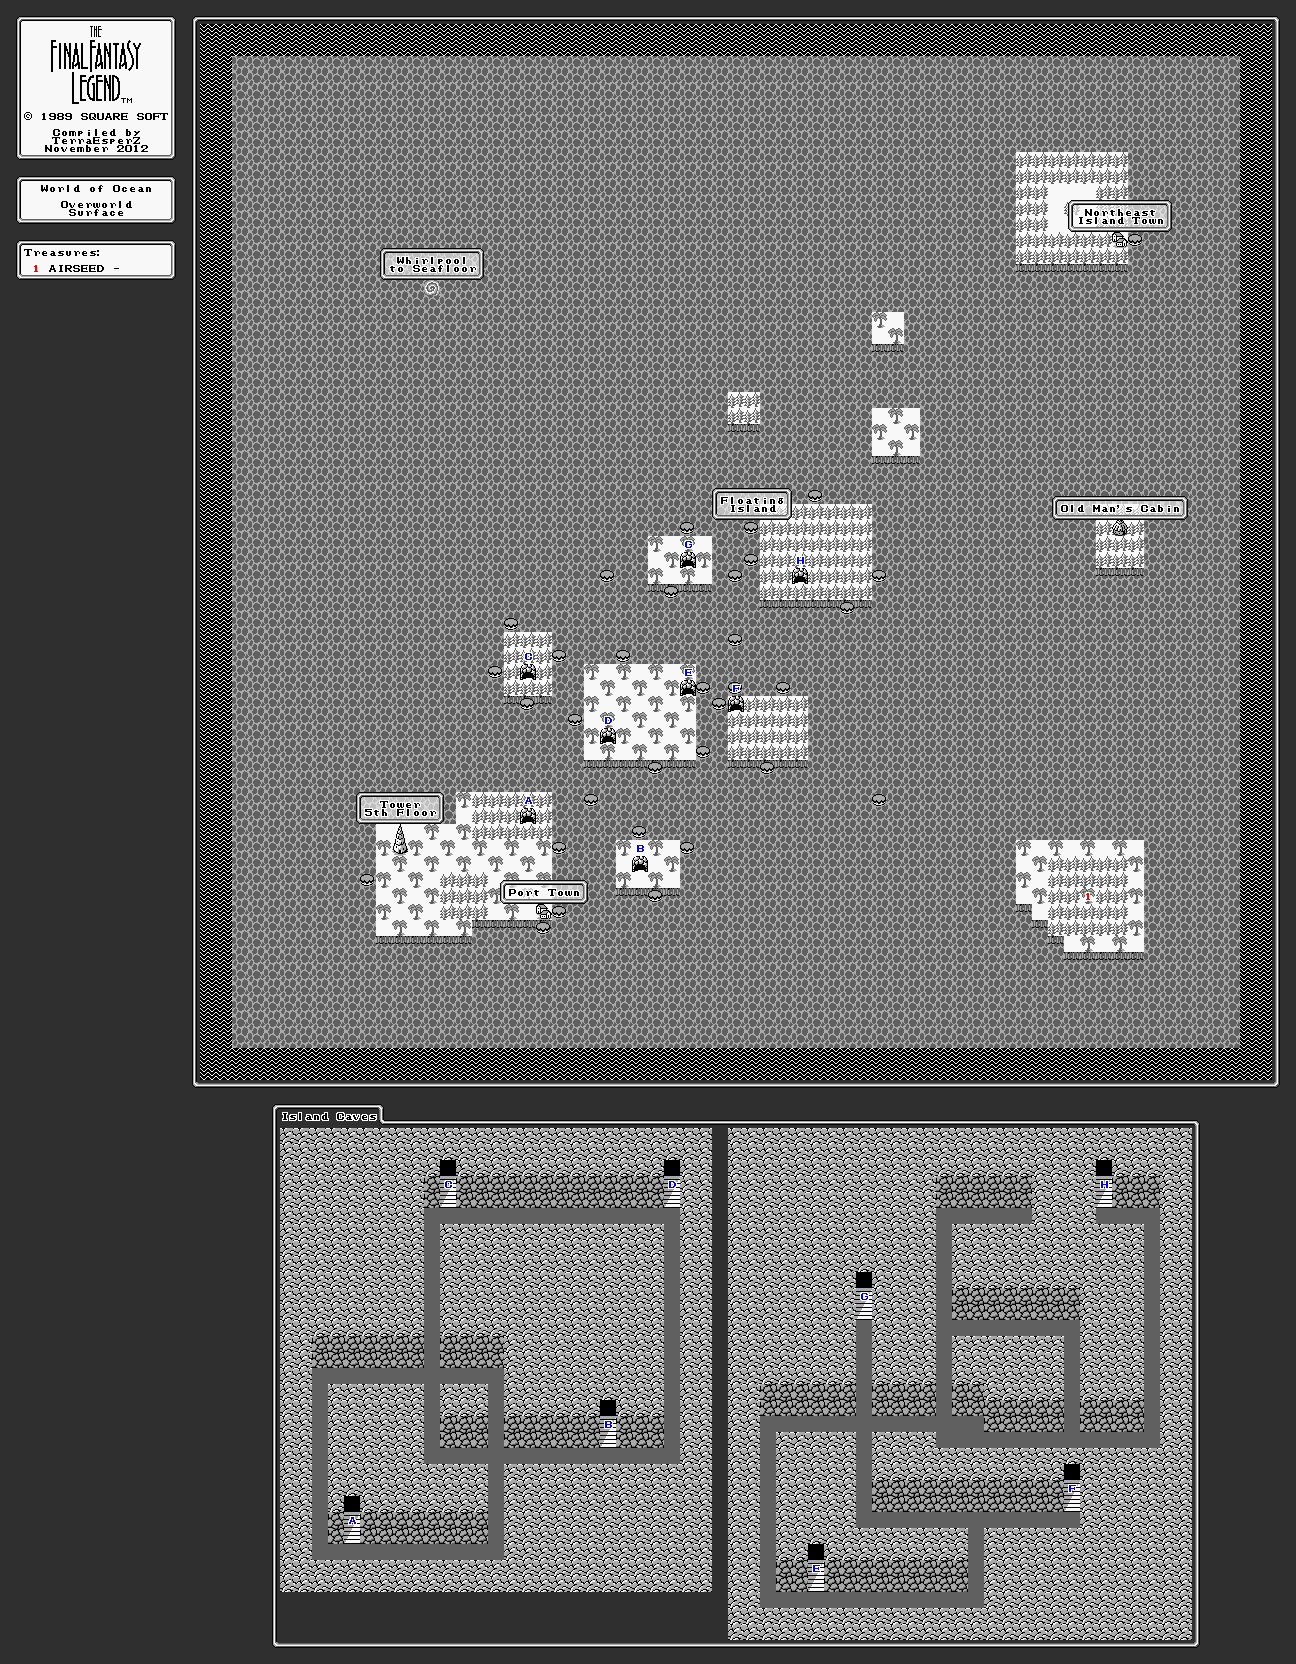 THE
FINAL FANTASY
LEGEND™
© 1989 SQUARE SOFT
Compiled by
TerraEsperZ
November 2012
World of Ocean
Overworld
Surface
Treasures:
1 AIRSEED -
Northeast
Island Town
Whirlpool
to Seafloor
Floating
Island
Old Man's Cabin
G
H
C
E
F
D
Tower
5th Floor
A
B
Port Town
1
Island Caves
C
D
H
G
B
F
A
E